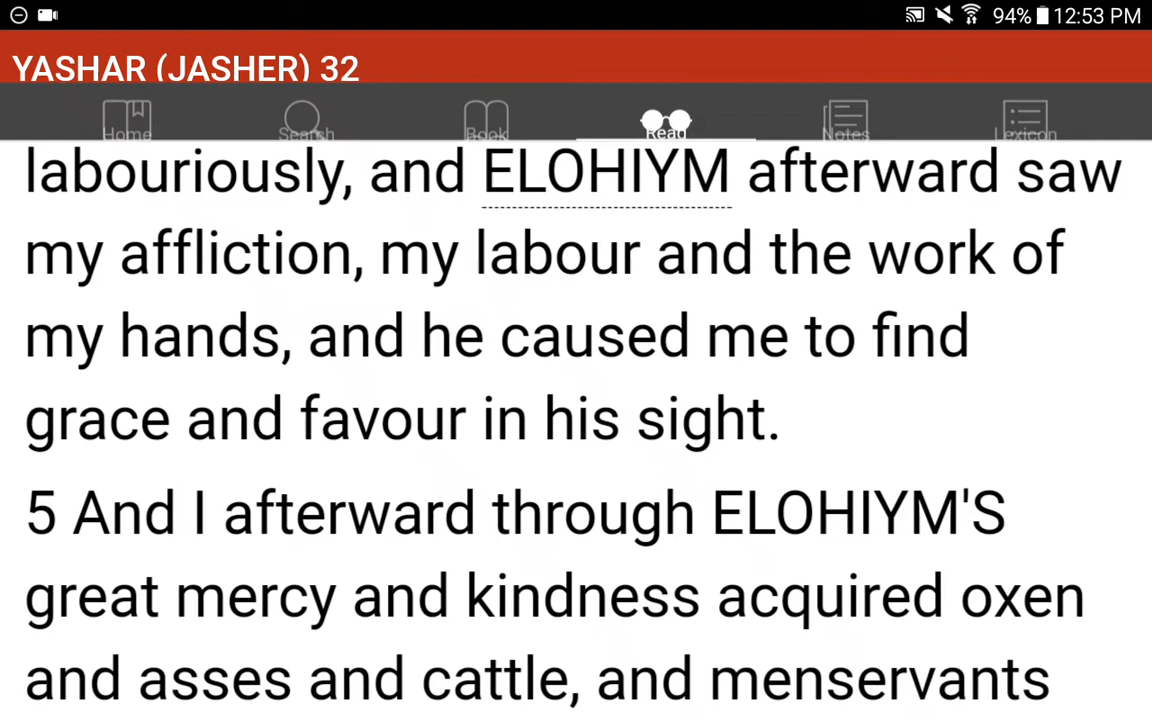 94% 12:53 PM
YASHAR (JASHER) 32
Home Search Book Read Notes Lexicon
labouriously, and ELOHIYM afterward saw
my affliction, my labour and the work of
my hands, and he caused me to find
grace and favour in his sight.
5 And I afterward through ELOHIYM'S
great mercy and kindness acquired oxen
and asses and cattle, and menservants